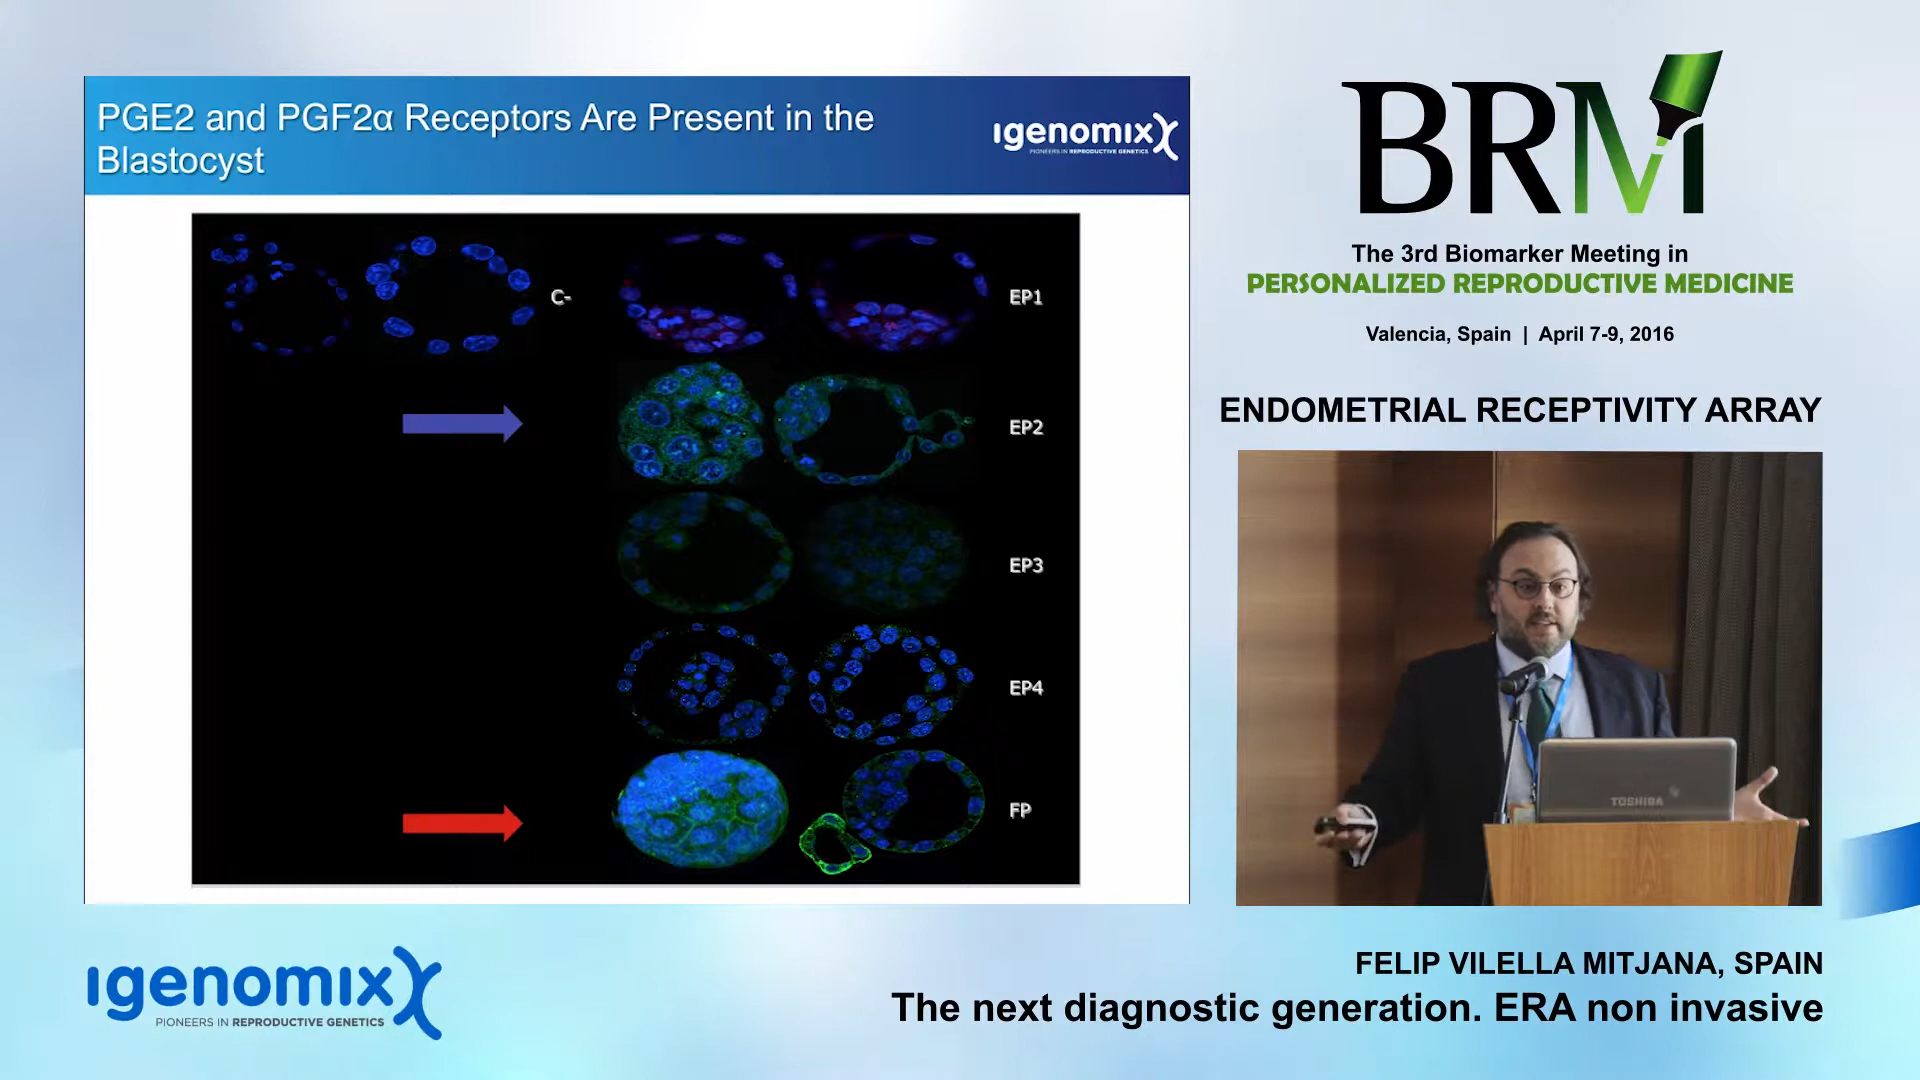 PGE2 and PGF2α Receptors Are Present in the
Blastocyst
igenomix
PIONEERS IN REPRODUCTIVE GENETICS
C-
EP1
EP2
EP3
EP4
FP
BRM
The 3rd Biomarker Meeting in
PERSONALIZED REPRODUCTIVE MEDICINE
Valencia, Spain | April 7-9, 2016
ENDOMETRIAL RECEPTIVITY ARRAY
TOSHIBA
igenomix
PIONEERS IN REPRODUCTIVE GENETICS
FELIP VILELLA MITJANA, SPAIN
The next diagnostic generation. ERA non invasive